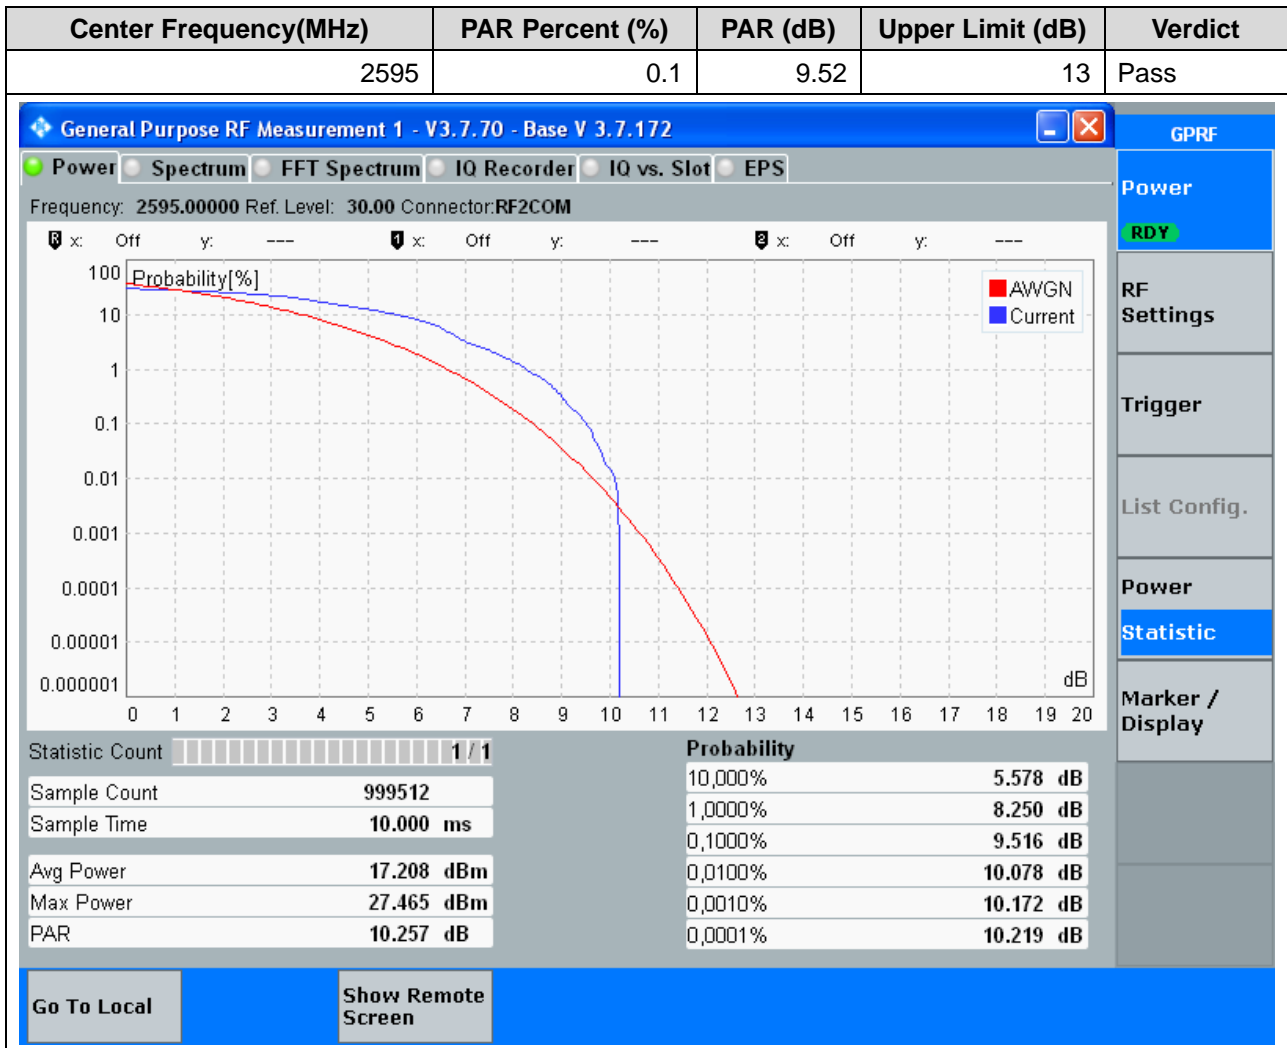 Center Frequency(MHz) PAR Percent (%) PAR (dB) Upper Limit (dB) Verdict
2595 0.1 9.52 13 Pass
General Purpose RF Measurement 1 - V3.7.70 - Base V 3.7.172
GPRF
Power Spectrum FFT Spectrum IQ Recorder IQ vs. Slot EPS
Frequency: 2595.00000 Ref. Level: 30.00 Connector:RF2COM
R x: Off y: --- 1 x: Off y: --- 2 x: Off y: ---
Probability[%]
100
10
1
0.1
0.01
0.001
0.0001
0.00001
0.000001
AWGN
Current
dB
0 1 2 3 4 5 6 7 8 9 10 11 12 13 14 15 16 17 18 19 20
Statistic Count 1 / 1
Sample Count 999512
Sample Time 10.000 ms
Avg Power 17.208 dBm
Max Power 27.465 dBm
PAR 10.257 dB
Probability
10,000% 5.578 dB
1,0000% 8.250 dB
0,1000% 9.516 dB
0,0100% 10.078 dB
0,0010% 10.172 dB
0,0001% 10.219 dB
Power
RDY
RF
Settings
Trigger
List Config.
Power
Statistic
Marker /
Display
Go To Local
Show Remote
Screen